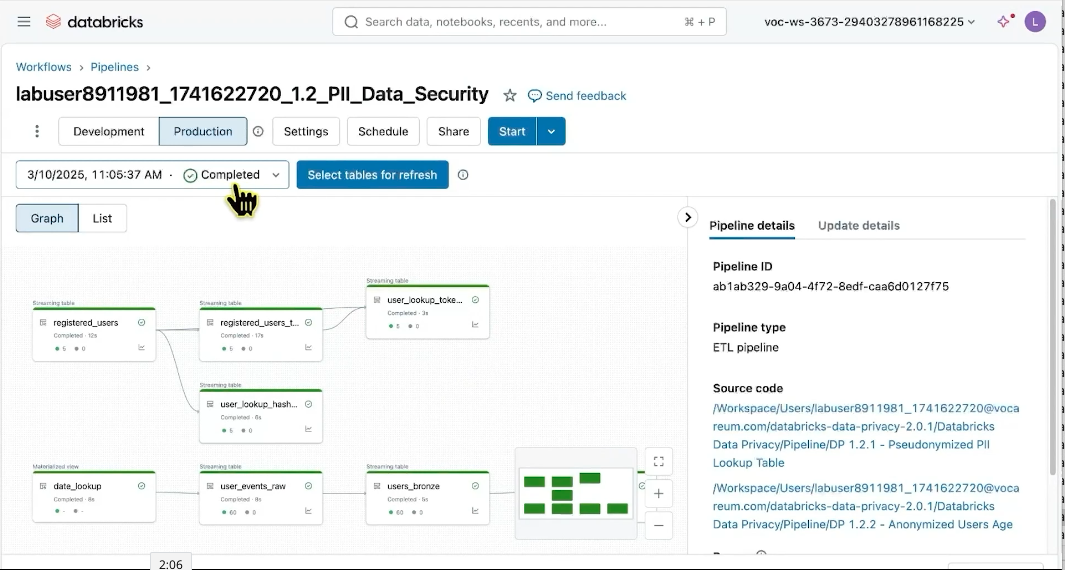 databricks
Search data, notebooks, recents, and more...
⌘ + P
voc-ws-3673-29403278961168225
L
Workflows › Pipelines ›
labuser8911981_1741622720_1.2_PII_Data_Security
Send feedback
Development
Production
Settings
Schedule
Share
Start
3/10/2025, 11:05:37 AM · Completed
Select tables for refresh
Graph
List
Streaming table
registered_users
Completed · 12s
5 0
Streaming table
registered_users_t...
Completed · 17s
5 0
Streaming table
user_lookup_toke...
Completed · 3s
5 0
Streaming table
user_lookup_hash...
Completed · 6s
5 0
Materialized view
date_lookup
Completed · 8s
- -
Streaming table
user_events_raw
Completed · 8s
60 0
Streaming table
users_bronze
Completed · 5s
60 0
Pipeline details
Update details
Pipeline ID
ab1ab329-9a04-4f72-8edf-caa6d0127f75
Pipeline type
ETL pipeline
Source code
/Workspace/Users/labuser8911981_1741622720@voca
reum.com/databricks-data-privacy-2.0.1/Databricks
Data Privacy/Pipeline/DP 1.2.1 - Pseudonymized PII
Lookup Table
/Workspace/Users/labuser8911981_1741622720@voca
reum.com/databricks-data-privacy-2.0.1/Databricks
Data Privacy/Pipeline/DP 1.2.2 - Anonymized Users Age
2:06